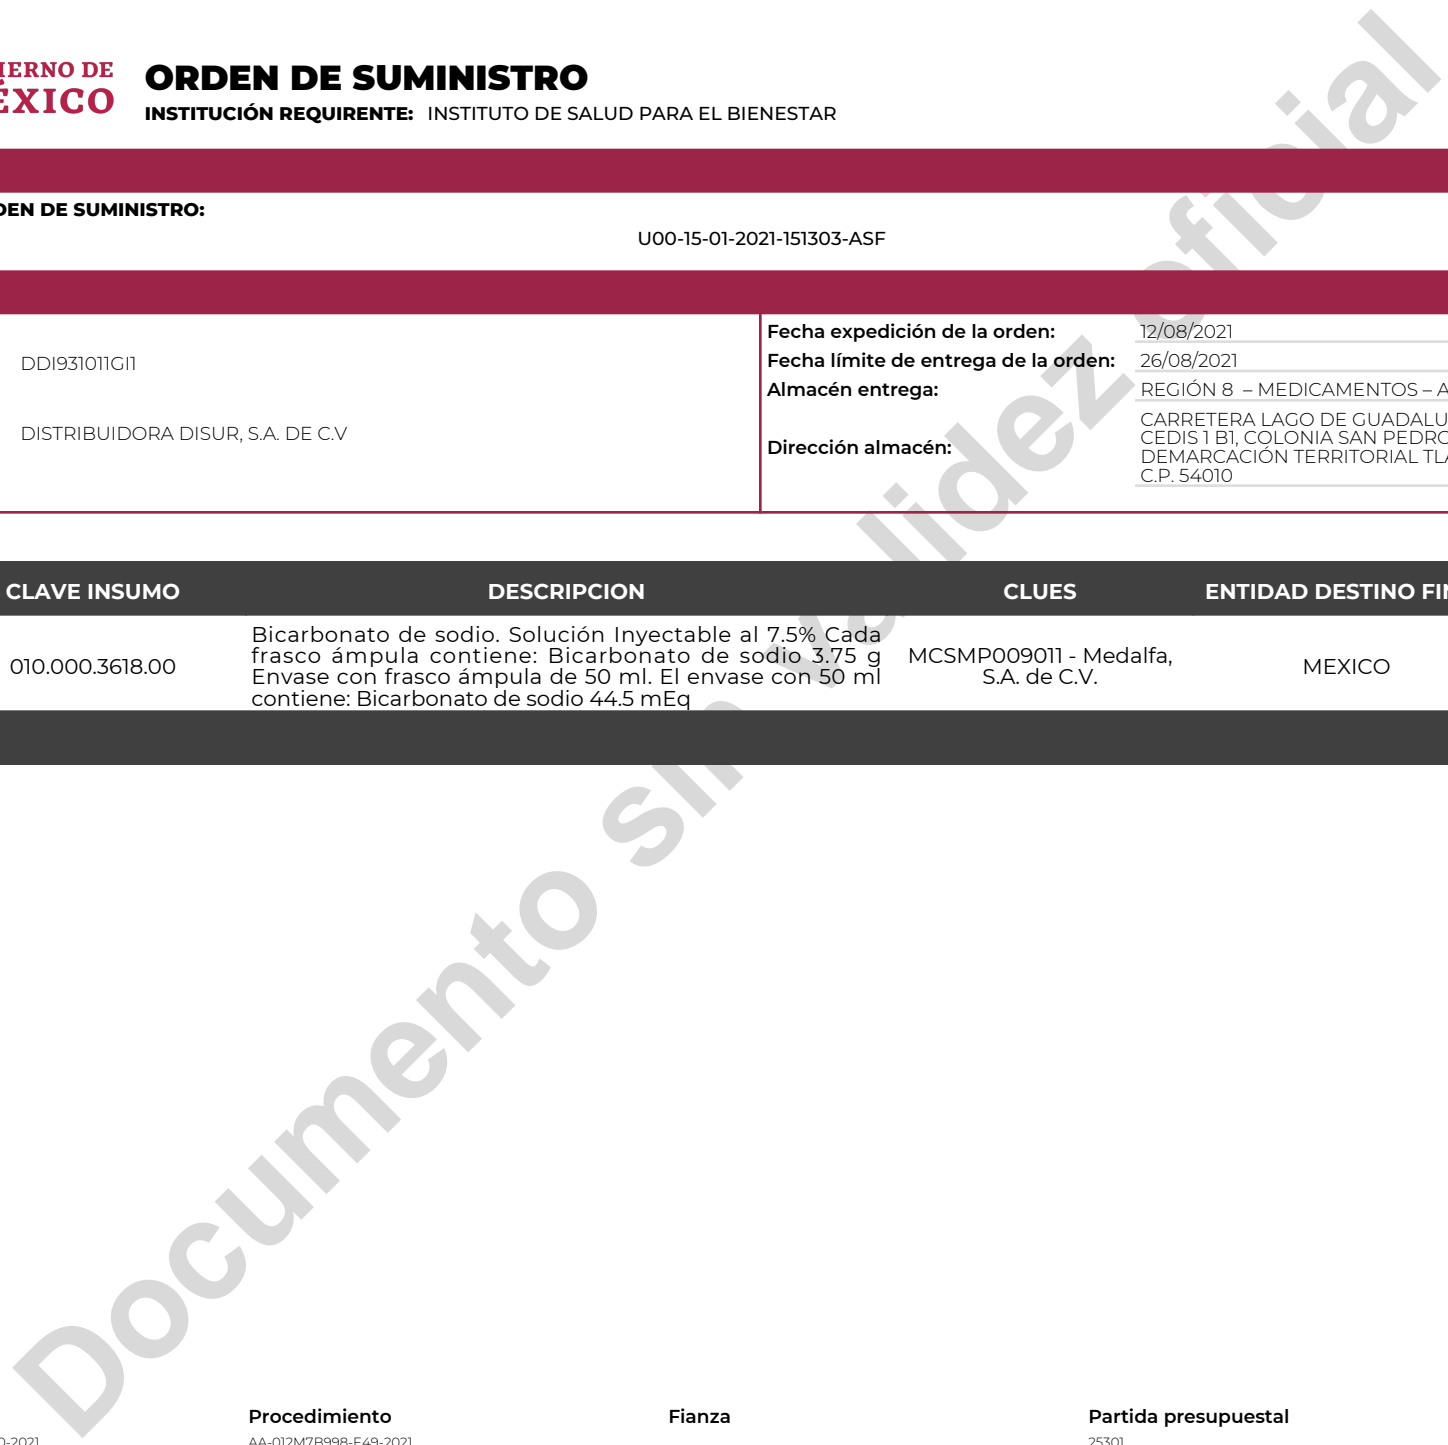 ORDEN DE SUMINISTRO
INSTITUCIÓN REQUIRENTE: INSTITUTO DE SALUD PARA EL BIENESTAR
DE
MÉXICO
DE SUMINISTRO:
U00-15-01-2021-151303-ASF
DDI931011GI1
DISTRIBUIDORA DISUR, S.A. DE C.V
Fecha expedición de la orden: 12/08/2021
Fecha límite de entrega de la orden: 26/08/2021
Almacén entrega: REGIÓN 8 – MEDICAMENTOS – A
Dirección almacén:
CARRETERA LAGO DE GUADALU
CEDIS 1 B1, COLONIA SAN PEDRO
DEMARCACIÓN TERRITORIAL TLA
C.P. 54010
CLAVE INSUMO DESCRIPCION CLUES ENTIDAD DESTINO FIN
010.000.3618.00
Bicarbonato de sodio. Solución Inyectable al 7.5% Cada
frasco ámpula contiene: Bicarbonato de sodio 3.75 g
Envase con frasco ámpula de 50 ml. El envase con 50 ml
contiene: Bicarbonato de sodio 44.5 mEq
MCSMP009011 - Medalfa,
S.A. de C.V.
MEXICO
Documento sin validez oficial
Procedimiento Fianza Partida presupuestal
0-2021 AA-012M7B998-E49-2021 25301